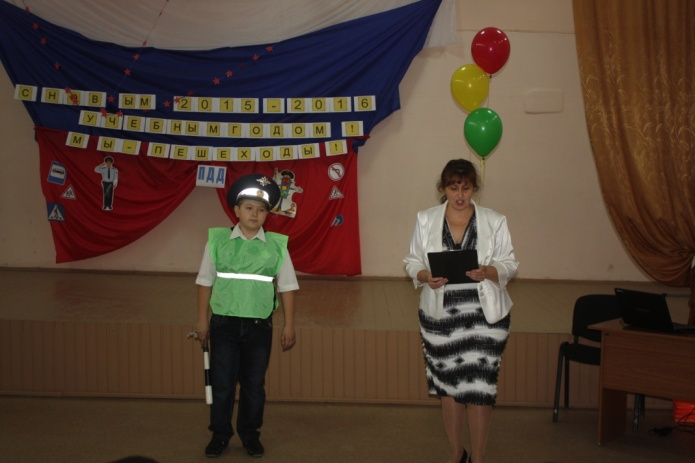 С НОВЫМ 2015-2016
УЧЕБНЫМ ГОДОМ !
МЫ - ПЕШЕХОДЫ !
ПДД